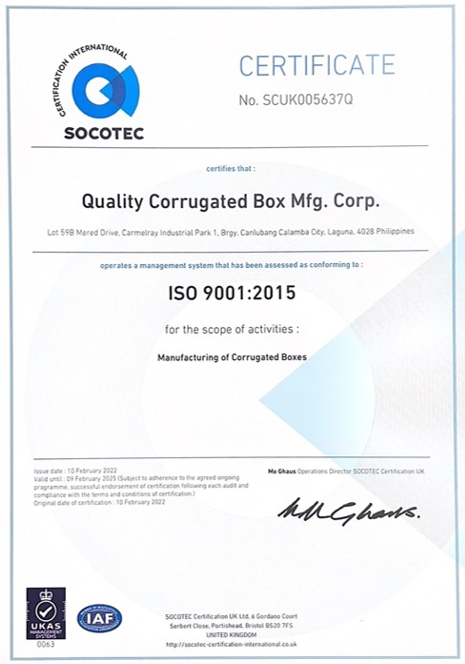 CERTIFICATION INTERNATIONAL
SOCOTEC
CERTIFICATE
No. SCUK005637Q
certifies that :
Quality Corrugated Box Mfg. Corp.
Lot 59B Mered Drive, Carmelray Industrial Park 1, Brgy. Canlubang Calamba City, Laguna, 4028 Philippines
operates a management system that has been assessed as conforming to :
ISO 9001:2015
for the scope of activities :
Manufacturing of Corrugated Boxes
Issue date : 10 February 2022
Valid until : 09 February 2025 (Subject to adherence to the agreed ongoing
programme, successful endorsement of certification following each audit and
compliance with the terms and conditions of certification.)
Original date of certification : 10 February 2022
Mo Ghaus Operations Director SOCOTEC Certification UK
UKAS
MANAGEMENT
SYSTEMS
0063
IAF
SOCOTEC Certification UK Ltd, 6 Gordano Court
Serbert Close, Portishead, Bristol BS20 7FS
UNITED KINGDOM
http://socotec-certification-international.co.uk